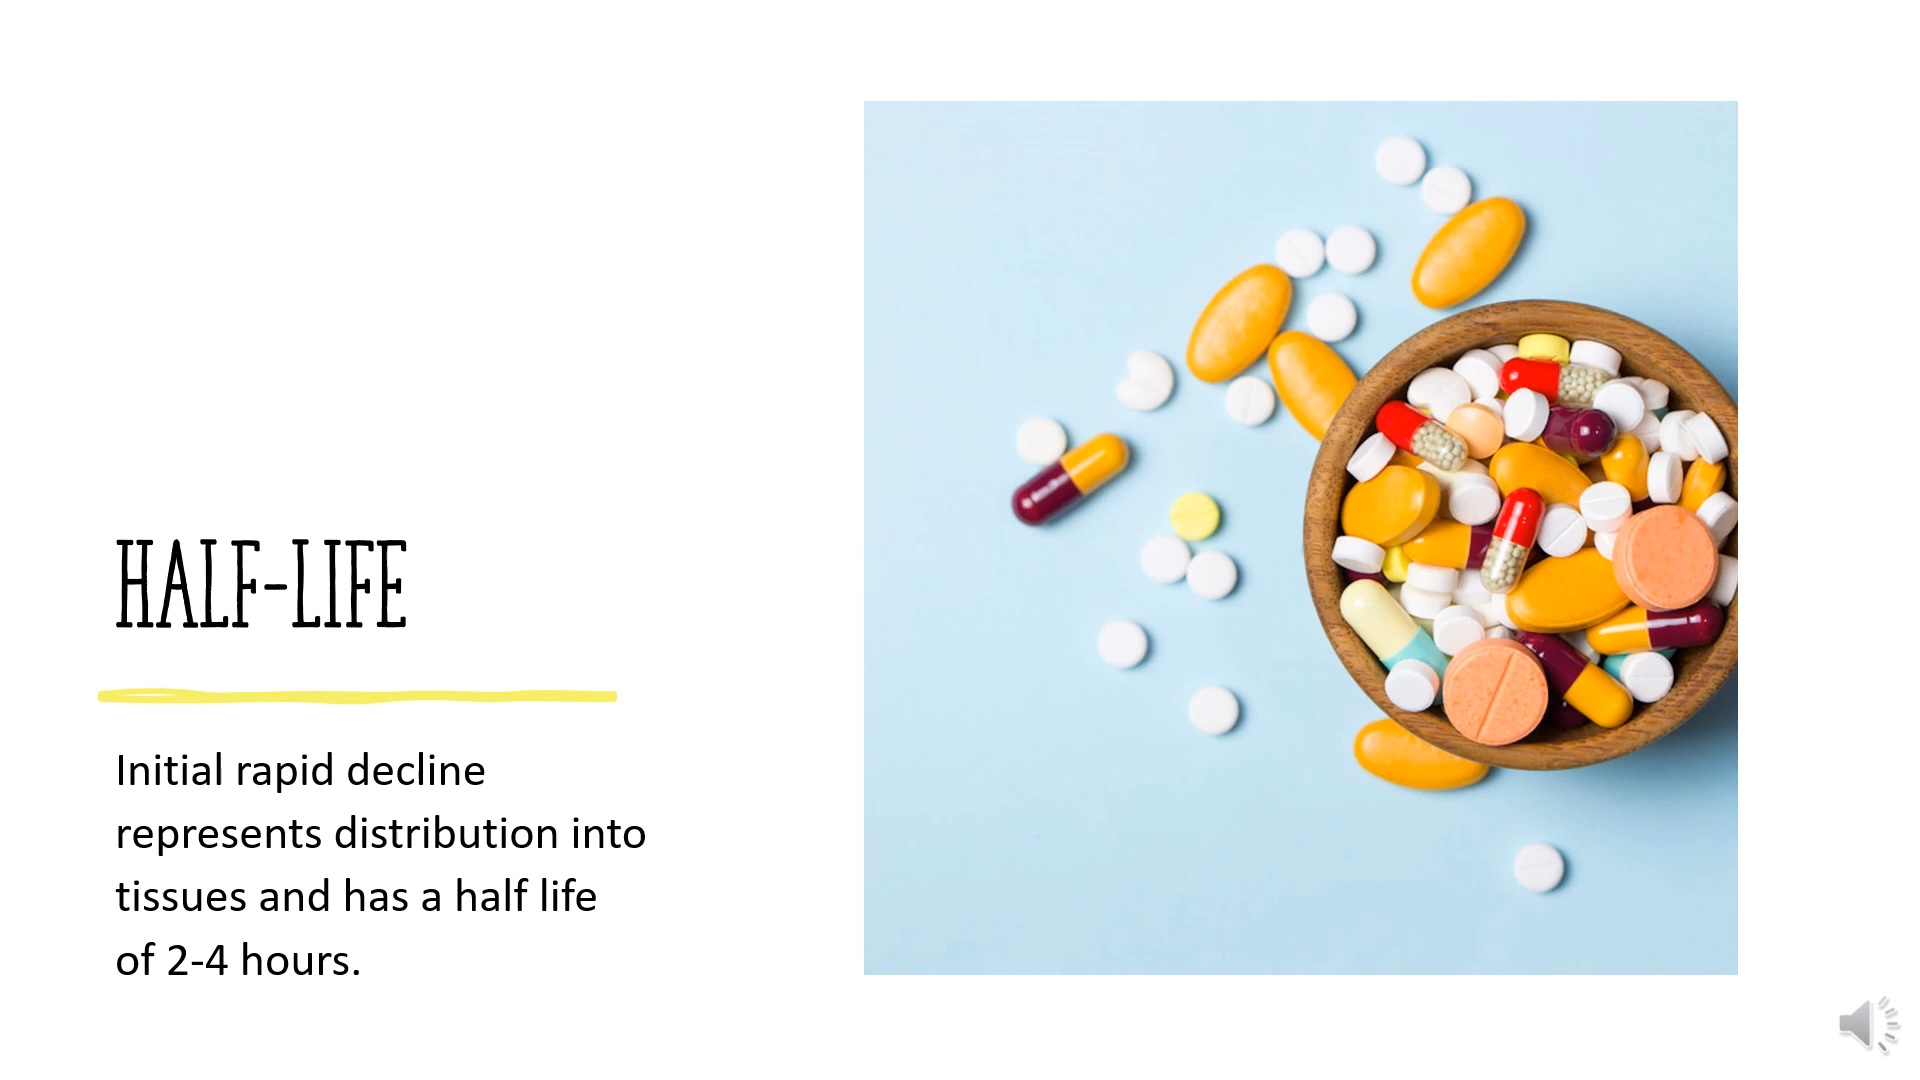 HALF-LIFE
Initial rapid decline
represents distribution into
tissues and has a half life
of 2-4 hours.